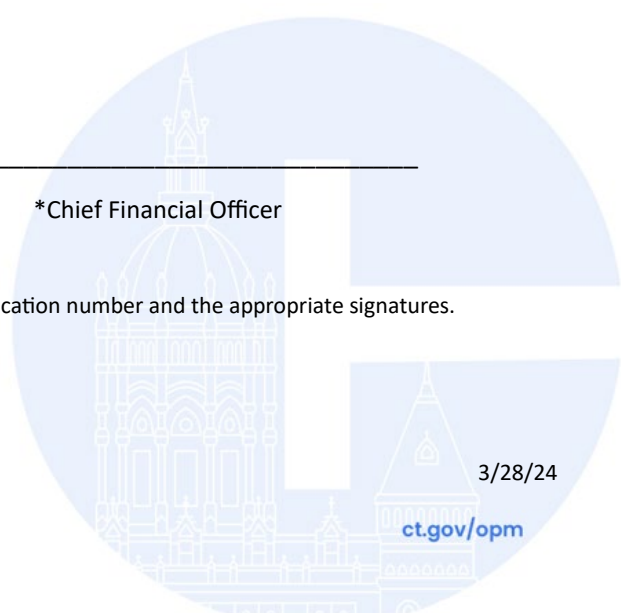 *Chief Financial Officer
cation number and the appropriate signatures.
3/28/24
ct.gov/opm